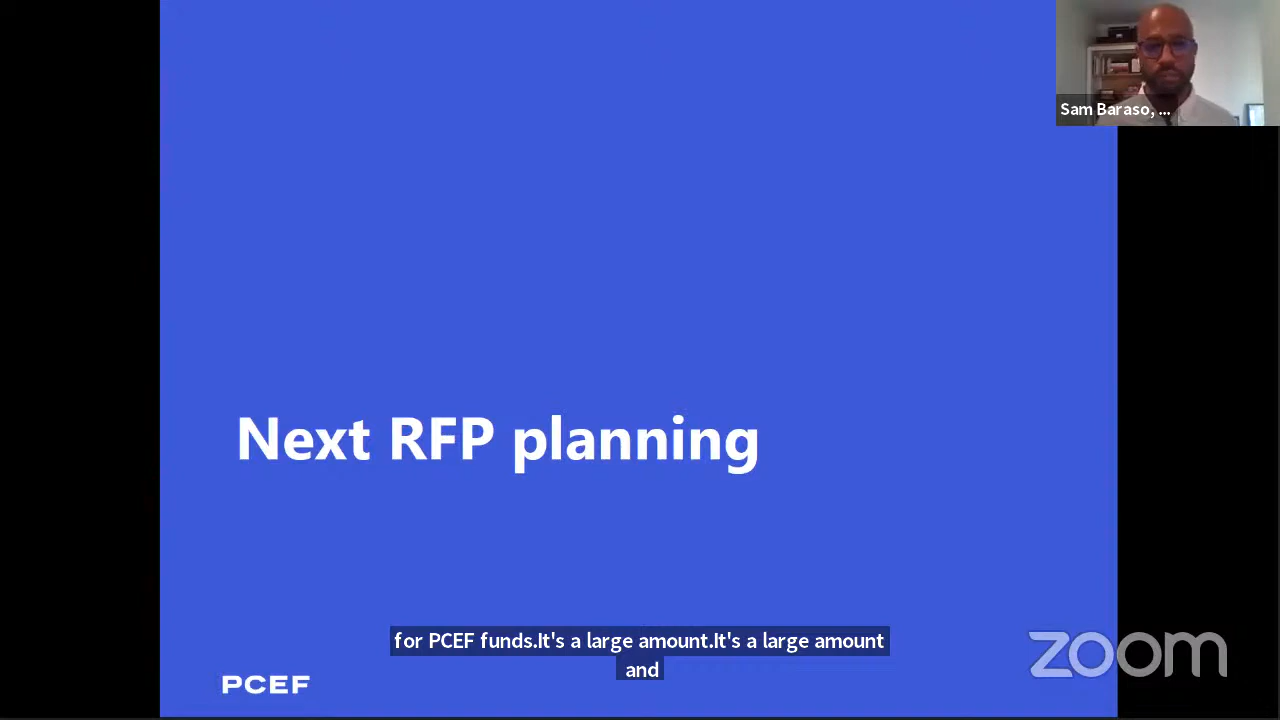 Sam Baraso, ...
Next RFP planning
for PCEF funds.It's a large amount.It's a large amount
and
PCEF
zoom